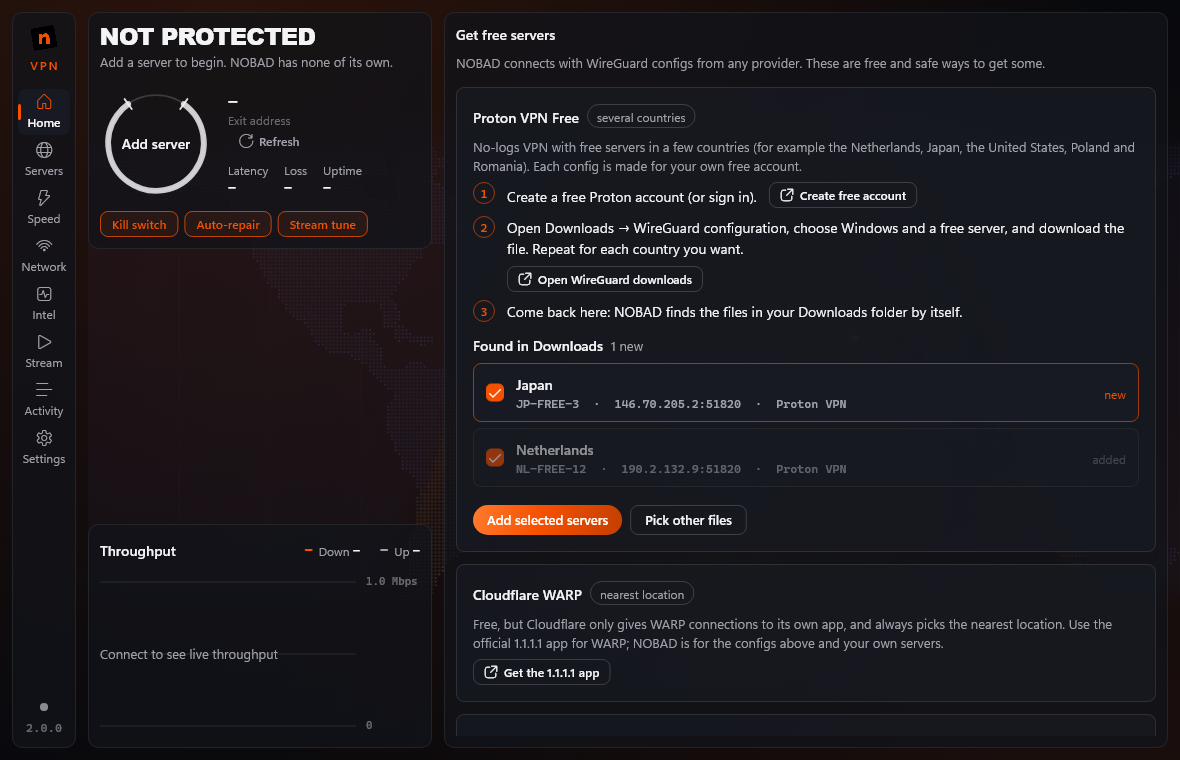 n
VPN
Home
Servers
Speed
Network
Intel
Stream
Activity
Settings
2.0.0
NOT PROTECTED
Add a server to begin. NOBAD has none of its own.
Add server
–
Exit address
Refresh
Latency Loss Uptime
– – –
Kill switch Auto-repair Stream tune
Throughput – Down – – Up –
1.0 Mbps
Connect to see live throughput
0
Get free servers
NOBAD connects with WireGuard configs from any provider. These are free and safe ways to get some.
Proton VPN Free several countries
No-logs VPN with free servers in a few countries (for example the Netherlands, Japan, the United States, Poland and
Romania). Each config is made for your own free account.
1 Create a free Proton account (or sign in). Create free account
2 Open Downloads → WireGuard configuration, choose Windows and a free server, and download the
file. Repeat for each country you want.
Open WireGuard downloads
3 Come back here: NOBAD finds the files in your Downloads folder by itself.
Found in Downloads 1 new
Japan
JP-FREE-3 · 146.70.205.2:51820 · Proton VPN
new
Netherlands
NL-FREE-12 · 190.2.132.9:51820 · Proton VPN
added
Add selected servers Pick other files
Cloudflare WARP nearest location
Free, but Cloudflare only gives WARP connections to its own app, and always picks the nearest location. Use the
official 1.1.1.1 app for WARP; NOBAD is for the configs above and your own servers.
Get the 1.1.1.1 app